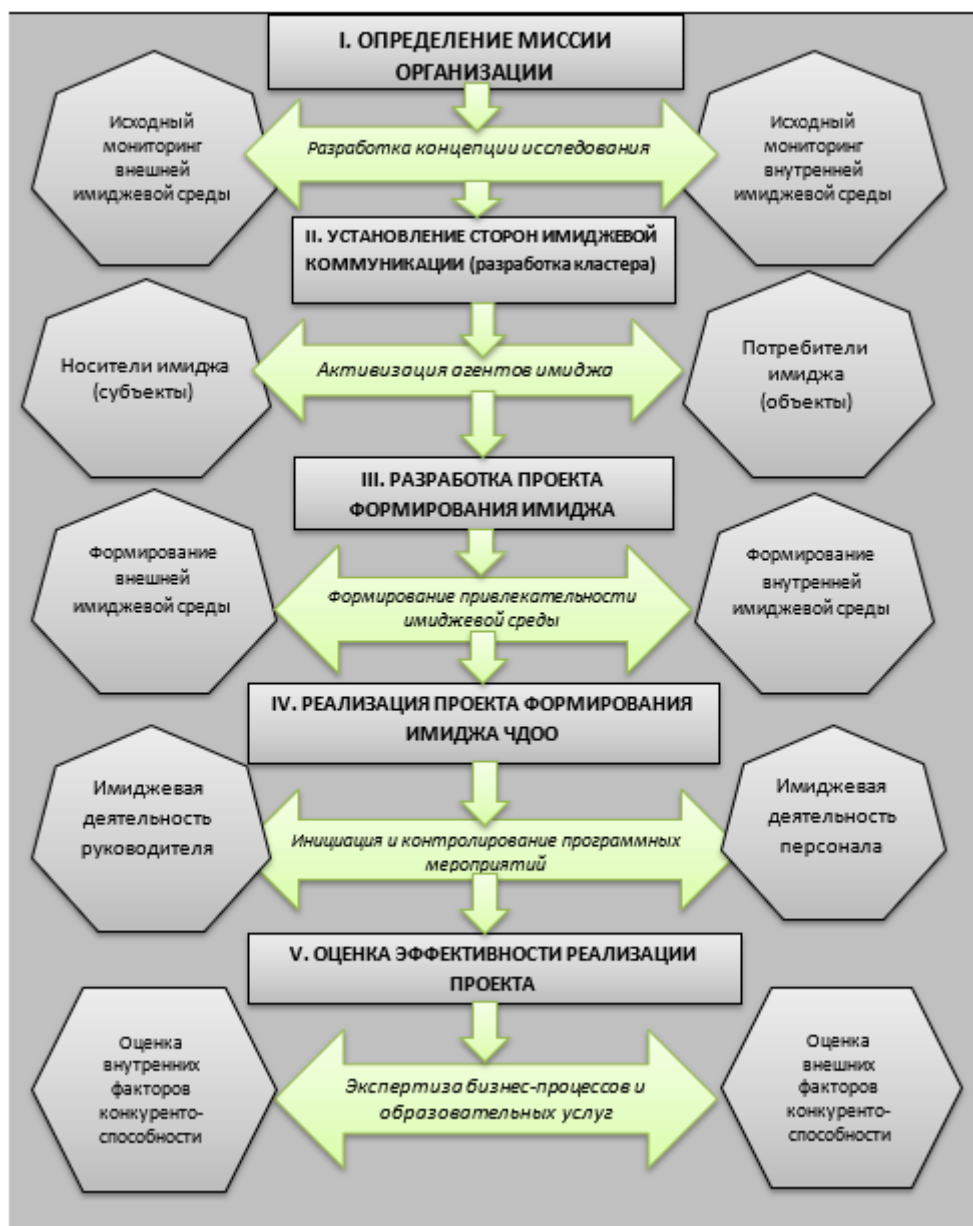 I. ОПРЕДЕЛЕНИЕ МИССИИ
ОРГАНИЗАЦИИ
Исходный
мониторинг
внешней
имиджевой среды
Разработка концепции исследования
Исходный
мониторинг
внутренней
имиджевой среды
II. УСТАНОВЛЕНИЕ СТОРОН ИМИДЖЕВОЙ
КОММУНИКАЦИИ (разработка кластера)
Носители имиджа
(субъекты)
Активизация агентов имиджа
Потребители
имиджа
(объекты)
III. РАЗРАБОТКА ПРОЕКТА
ФОРМИРОВАНИЯ ИМИДЖА
Формирование
внешней
имиджевой среды
Формирование привлекательности
имиджевой среды
Формирование
внутренней
имиджевой среды
IV. РЕАЛИЗАЦИЯ ПРОЕКТА ФОРМИРОВАНИЯ
ИМИДЖА ЧДОО
Имиджевая
деятельность
руководителя
Инициация и контролирование программных
мероприятий
Имиджевая
деятельность
персонала
V. ОЦЕНКА ЭФФЕКТИВНОСТИ РЕАЛИЗАЦИИ
ПРОЕКТА
Оценка
внутренних
факторов
конкуренто-
способности
Экспертиза бизнес-процессов и
образовательных услуг
Оценка
внешних
факторов
конкуренто-
способности